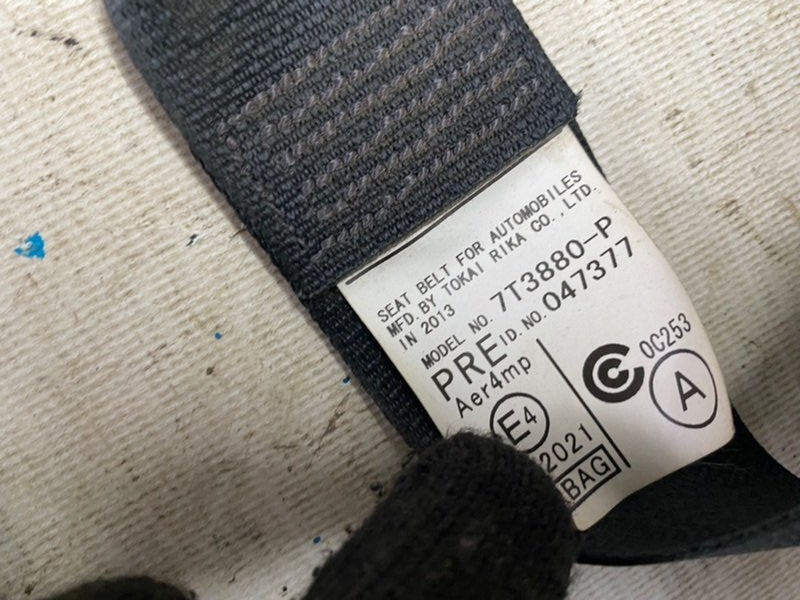 SEAT BELT FOR AUTOMOBILES
MFD. BY TOKAI RIKA CO., LTD.
IN 2013
MODEL NO. 7T3880-P
PRE ID. NO. 047377
Aer4mp
E4
2021
BAG
0C253
A